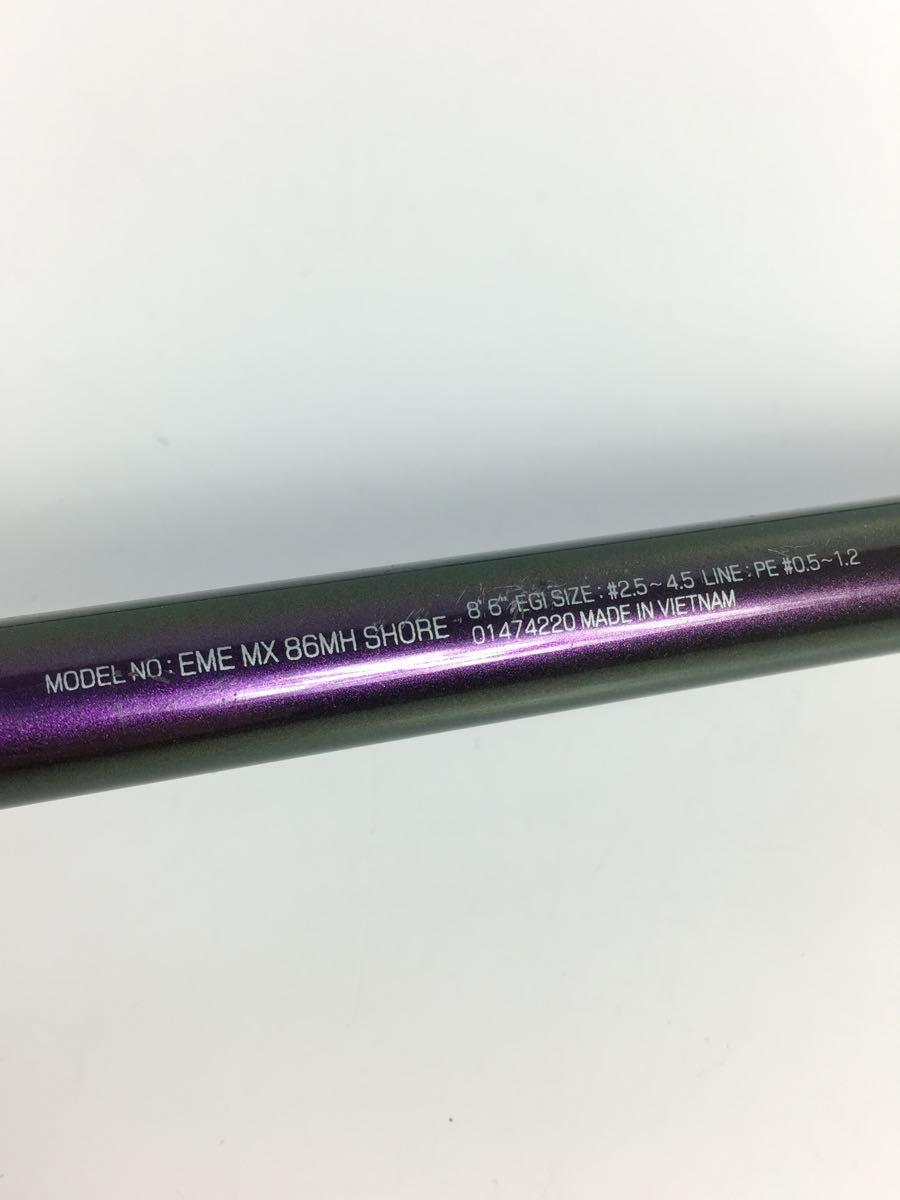 MODEL NO : EME MX 86MH SHORE
8' 6" EGI SIZE : #2.5~4.5 LINE : PE #0.5~1.2
01474220 MADE IN VIETNAM